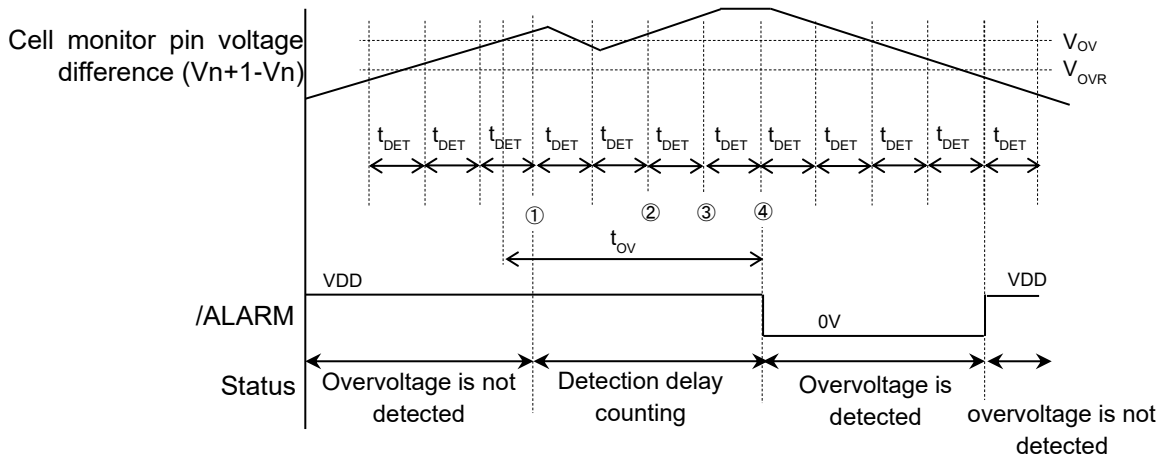 Cell monitor pin voltage
difference (Vn+1-Vn)
VOV
VOVR
tDET tDET tDET tDET tDET tDET tDET tDET tDET tDET tDET tDET
① ② ③ ④
tOV
/ALARM
VDD
0V
VDD
Status
Overvoltage is not
detected
Detection delay
counting
Overvoltage is
detected
overvoltage is not
detected